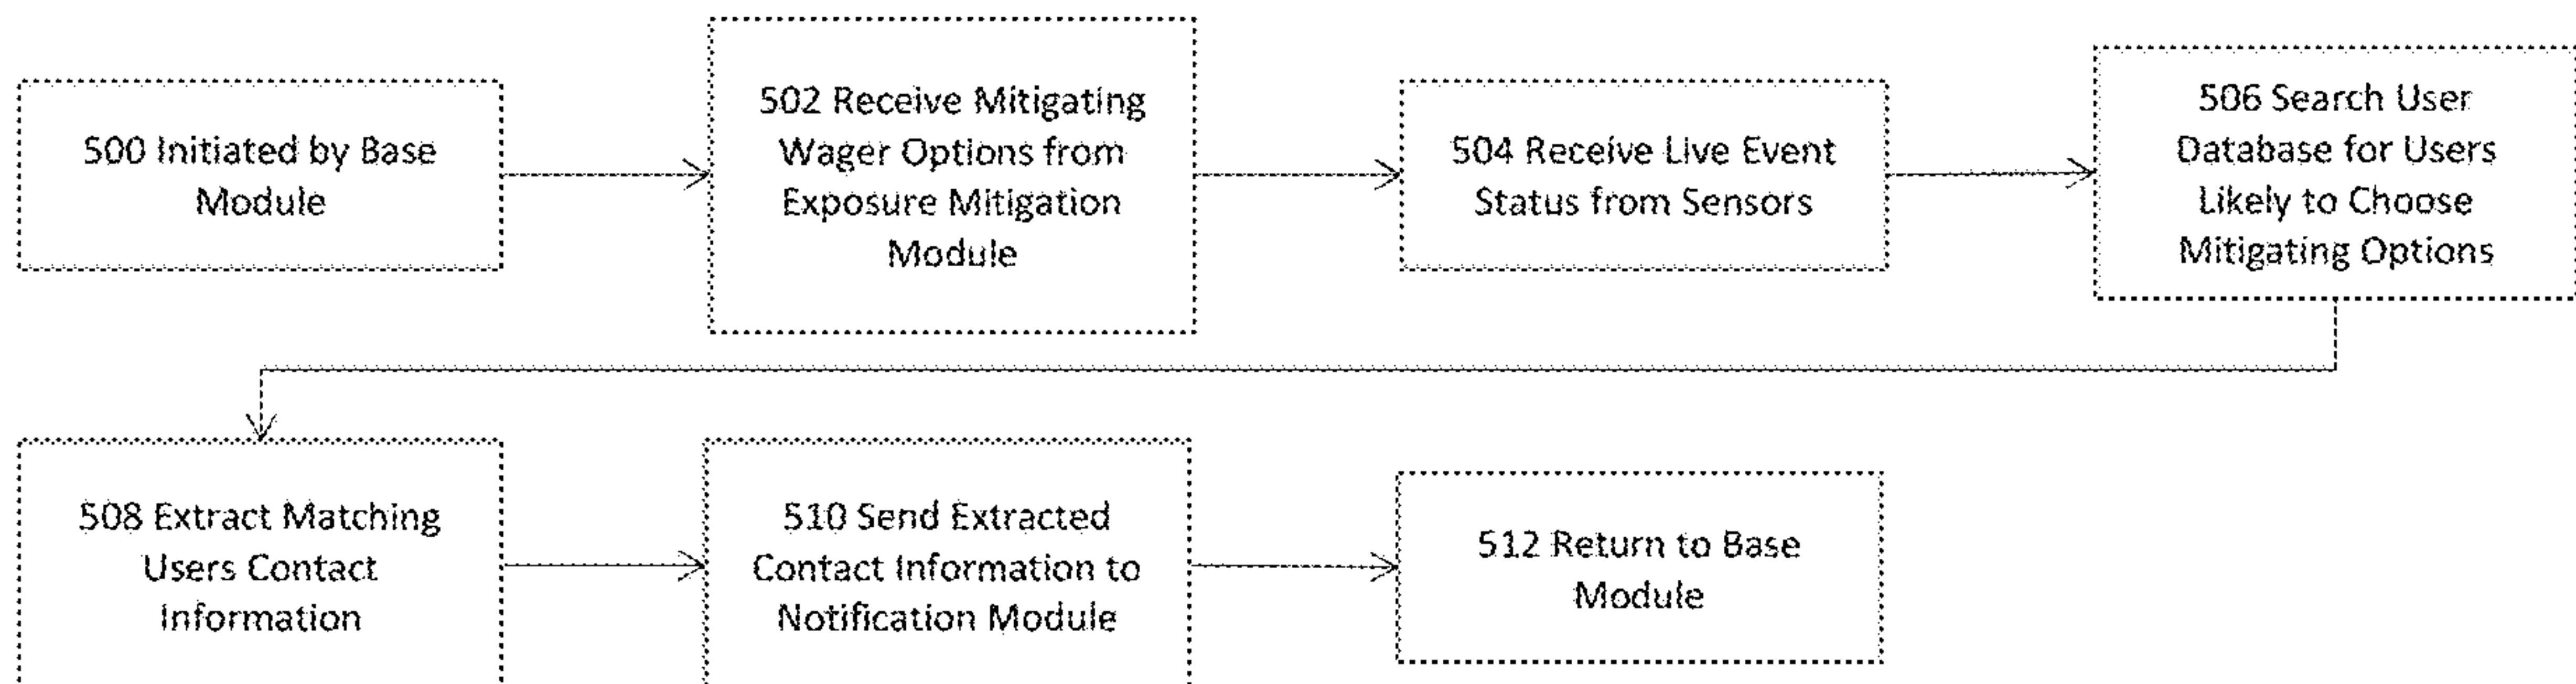 500 Initiated by Base
Module
502 Receive Mitigating
Wager Options from
Exposure Mitigation
Module
504 Receive Live Event
Status from Sensors
506 Search User
Database for Users
Likely to Choose
Mitigating Options
508 Extract Matching
Users Contact
Information
510 Send Extracted
Contact Information to
Notification Module
512 Return to Base
Module